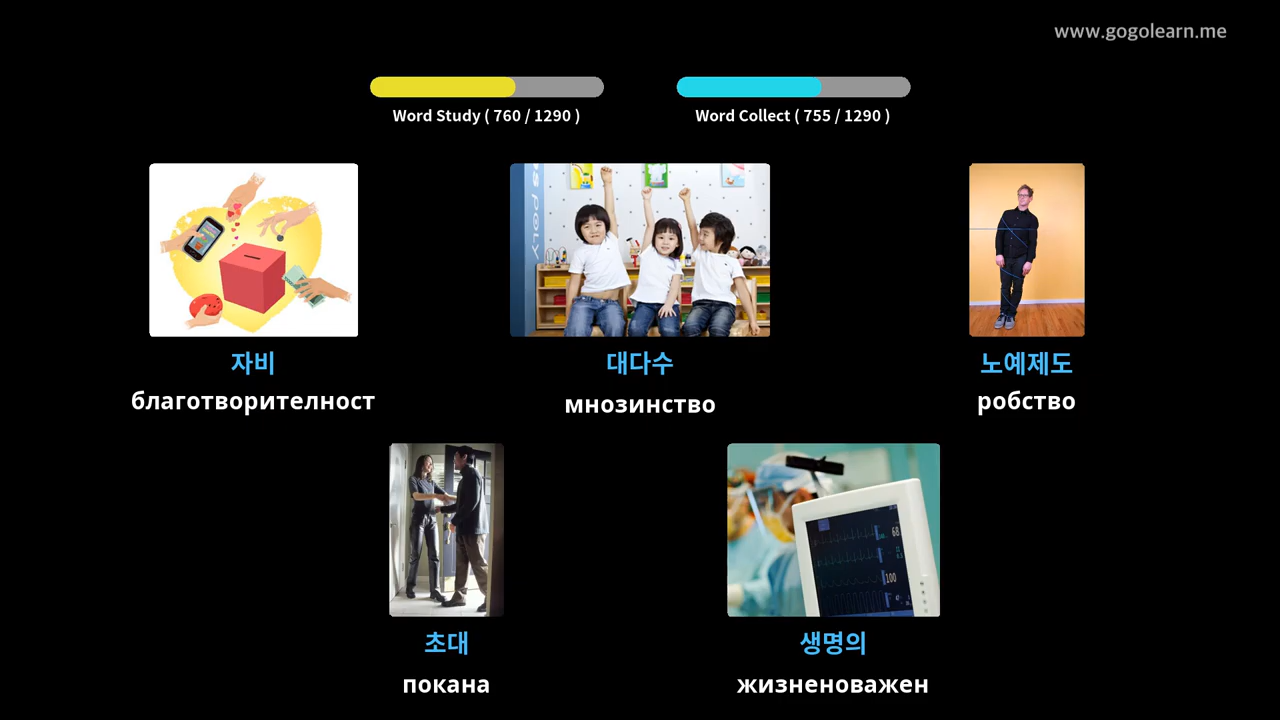 www.gogolearn.me
Word Study ( 760 / 1290 )
Word Collect ( 755 / 1290 )
자비
благотворителност
대다수
мнозинство
노예제도
робство
초대
покана
생명의
жизненоважен